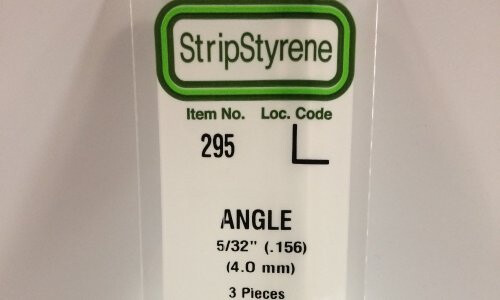 StripStyrene
Item No. Loc. Code
295 L
ANGLE
5/32" (.156)
(4.0 mm)
3 Pieces